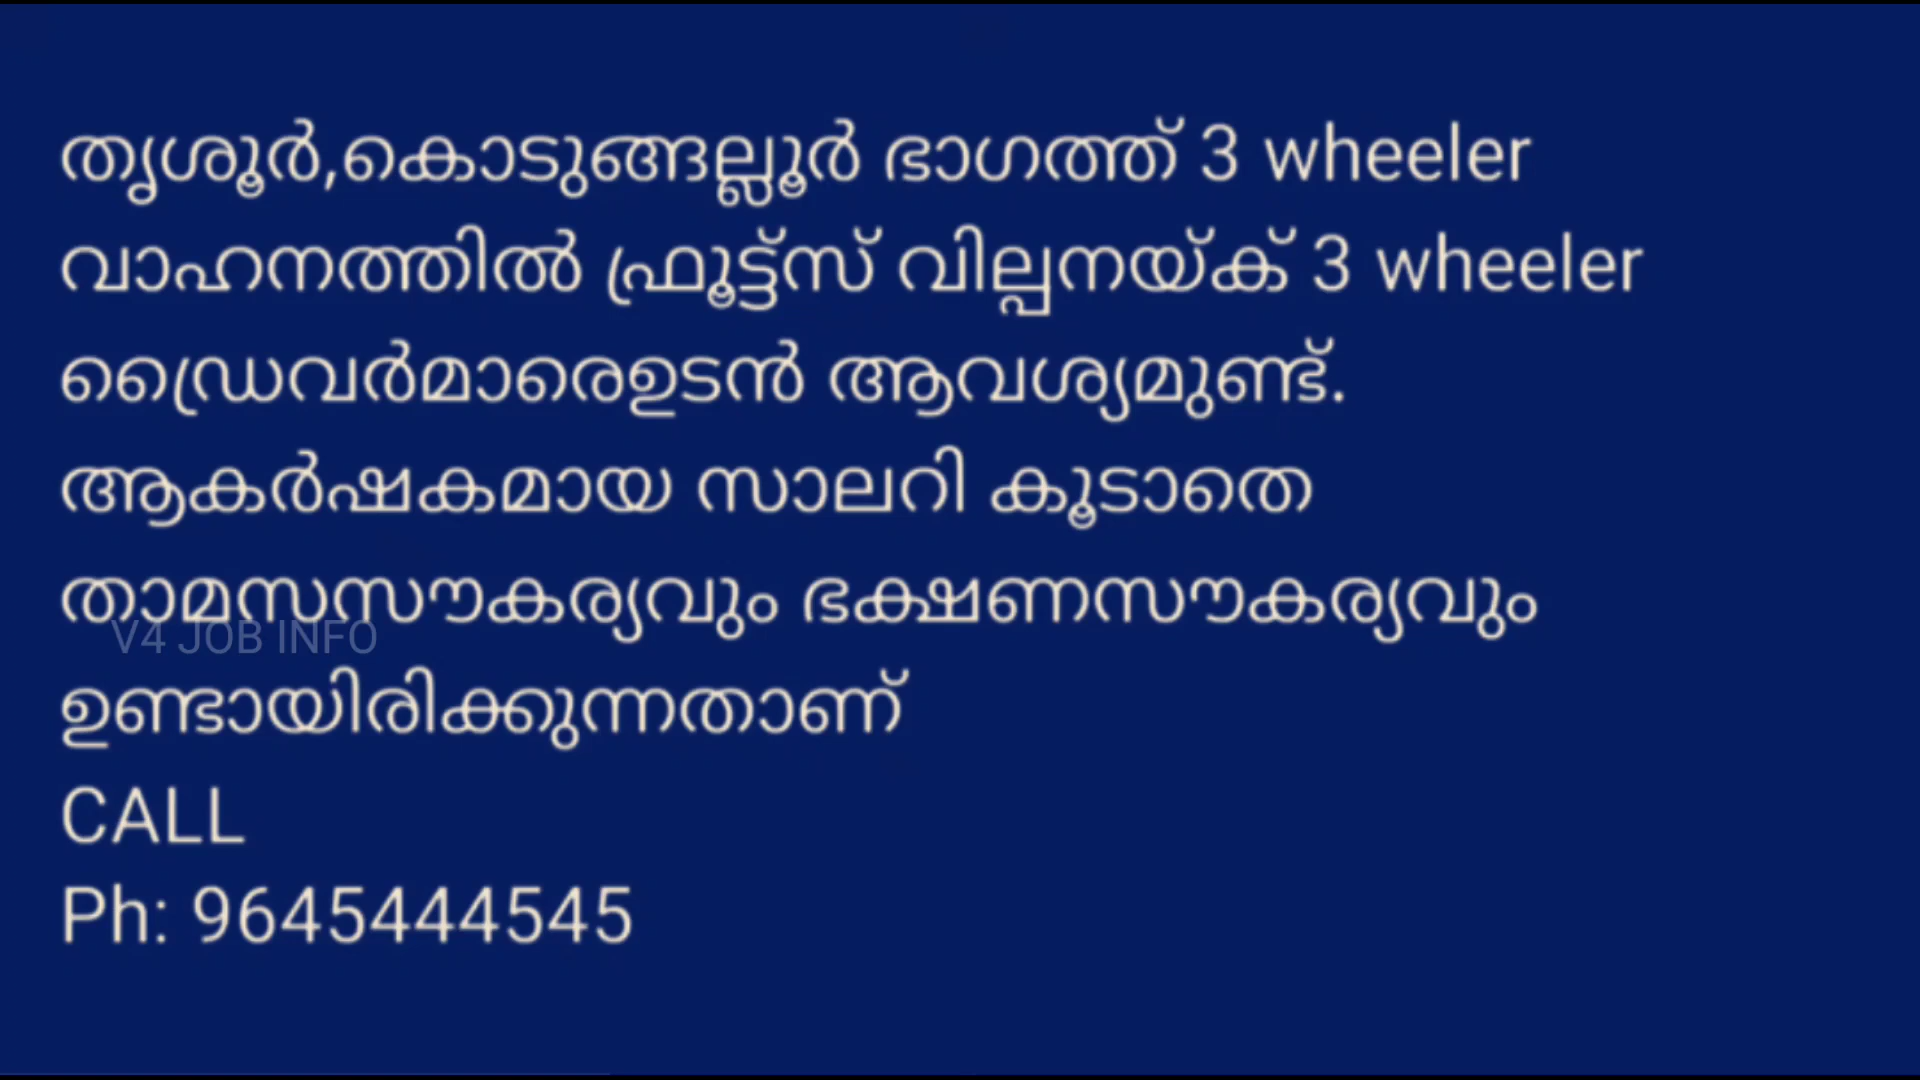 തൃശൂർ,കൊടുങ്ങല്ലൂർ ഭാഗത്ത് 3 wheeler
വാഹനത്തിൽ ഫ്രൂട്ട്സ് വില്പനയ്ക് 3 wheeler
ഡ്രൈവർമാരെഉടൻ ആവശ്യമുണ്ട്.
ആകർഷകമായ സാലറി കൂടാതെ
താമസസൗകര്യവും ഭക്ഷണസൗകര്യവും
V4 JOB INFO
ഉണ്ടായിരിക്കുന്നതാണ്
CALL
Ph: 9645444545